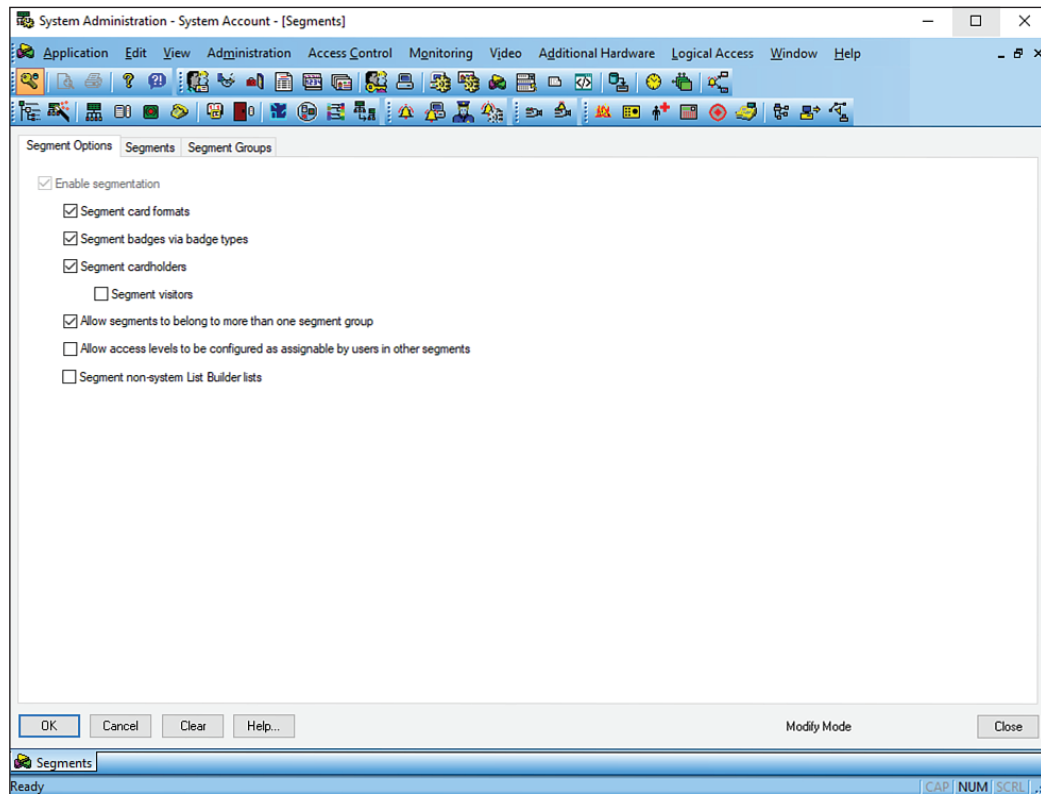 System Administration - System Account - [Segments]
Application Edit View Administration Access Control Monitoring Video Additional Hardware Logical Access Window Help
Segment Options Segments Segment Groups
Enable segmentation
Segment card formats
Segment badges via badge types
Segment cardholders
Segment visitors
Allow segments to belong to more than one segment group
Allow access levels to be configured as assignable by users in other segments
Segment non-system List Builder lists
OK Cancel Clear Help... Modify Mode Close
Segments
Ready CAP NUM SCRL